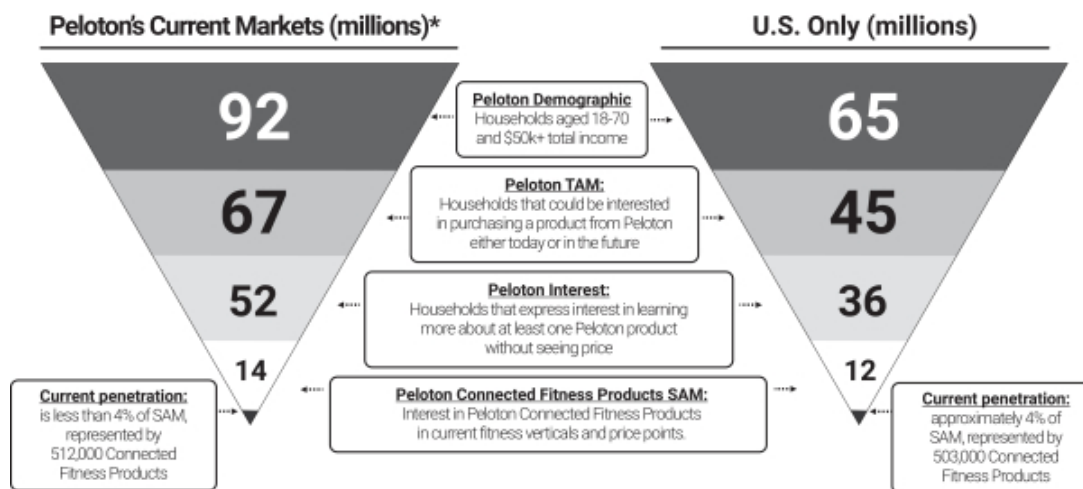 Peloton's Current Markets (millions)*
U.S. Only (millions)
92
Peloton Demographic
Households aged 18-70
and $50k+ total income
65
67
Peloton TAM:
Households that could be interested
in purchasing a product from Peloton
either today or in the future
45
52
Peloton Interest:
Households that express interest in learning
more about at least one Peloton product
without seeing price
36
14
Peloton Connected Fitness Products SAM:
Interest in Peloton Connected Fitness Products
in current fitness verticals and price points.
12
Current penetration:
is less than 4% of SAM,
represented by
512,000 Connected
Fitness Products
Current penetration:
approximately 4% of
SAM, represented by
503,000 Connected
Fitness Products